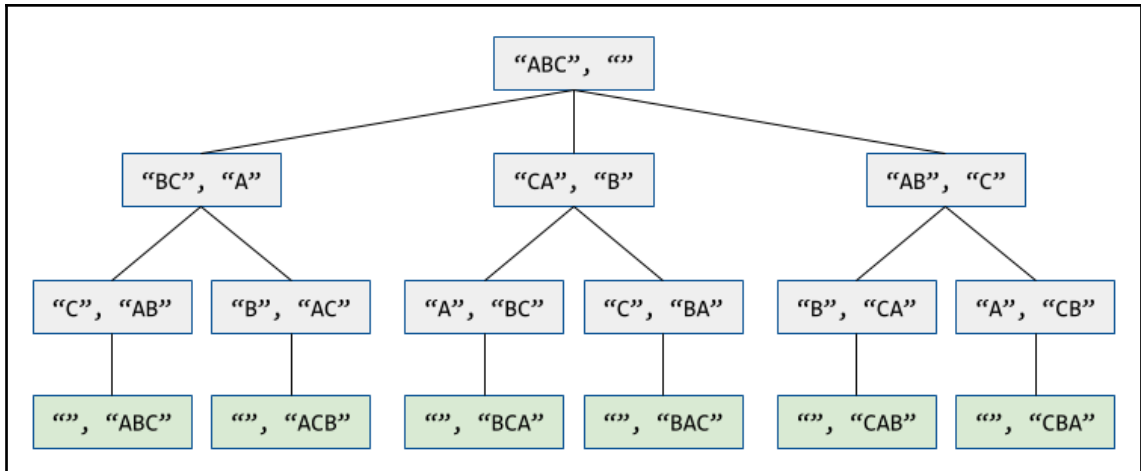 “ABC”, “”
“BC”, “A”
“CA”, “B”
“AB”, “C”
“C”, “AB”
“B”, “AC”
“A”, “BC”
“C”, “BA”
“B”, “CA”
“A”, “CB”
“”, “ABC”
“”, “ACB”
“”, “BCA”
“”, “BAC”
“”, “CAB”
“”, “CBA”